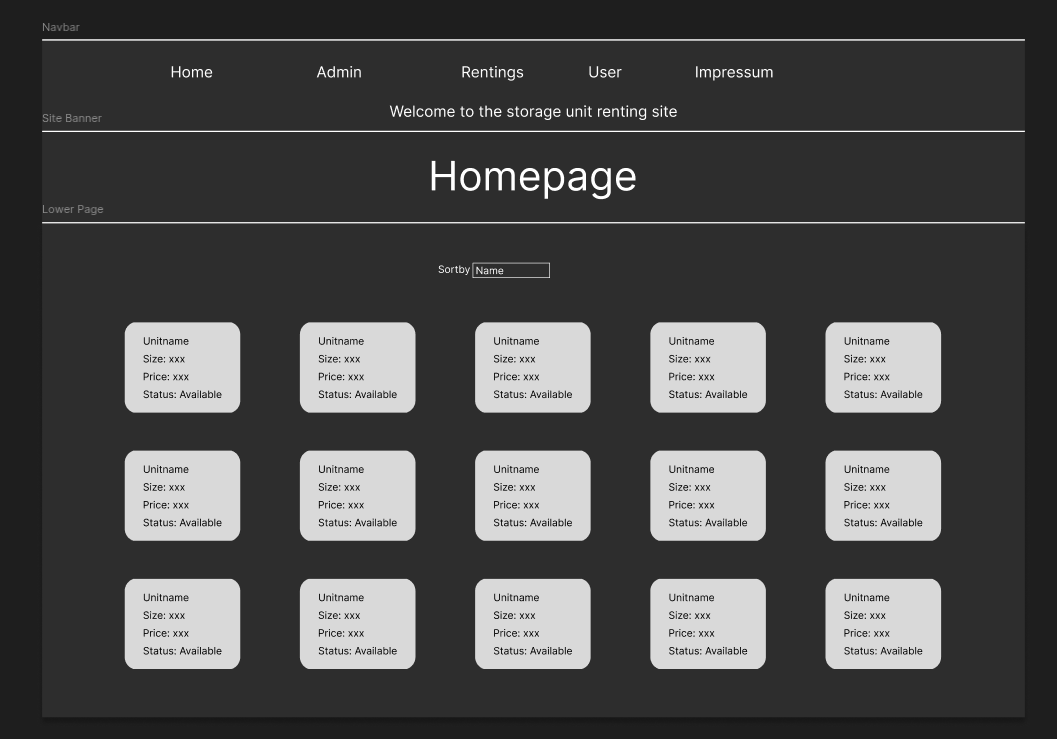 Navbar
Home Admin Rentings User Impressum
Welcome to the storage unit renting site
Site Banner
Homepage
Lower Page
Sortby Name
Unitname Unitname Unitname Unitname Unitname
Size: xxx Size: xxx Size: xxx Size: xxx Size: xxx
Price: xxx Price: xxx Price: xxx Price: xxx Price: xxx
Status: Available Status: Available Status: Available Status: Available Status: Available
Unitname Unitname Unitname Unitname Unitname
Size: xxx Size: xxx Size: xxx Size: xxx Size: xxx
Price: xxx Price: xxx Price: xxx Price: xxx Price: xxx
Status: Available Status: Available Status: Available Status: Available Status: Available
Unitname Unitname Unitname Unitname Unitname
Size: xxx Size: xxx Size: xxx Size: xxx Size: xxx
Price: xxx Price: xxx Price: xxx Price: xxx Price: xxx
Status: Available Status: Available Status: Available Status: Available Status: Available